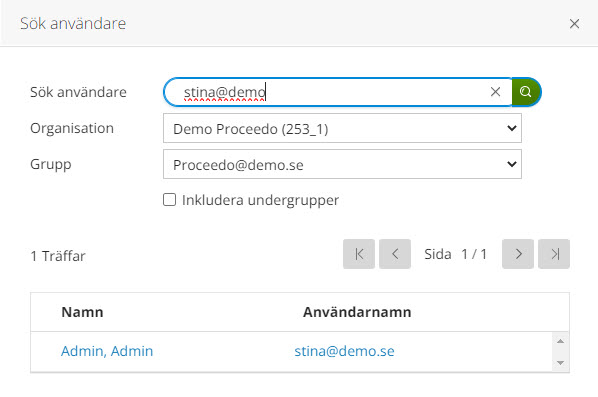 Sök användare
Sök användare stina@demo
Organisation Demo Proceedo (253_1)
Grupp Proceedo@demo.se
Inkludera undergrupper
1 Träffar Sida 1 / 1
Namn Användarnamn
Admin, Admin stina@demo.se